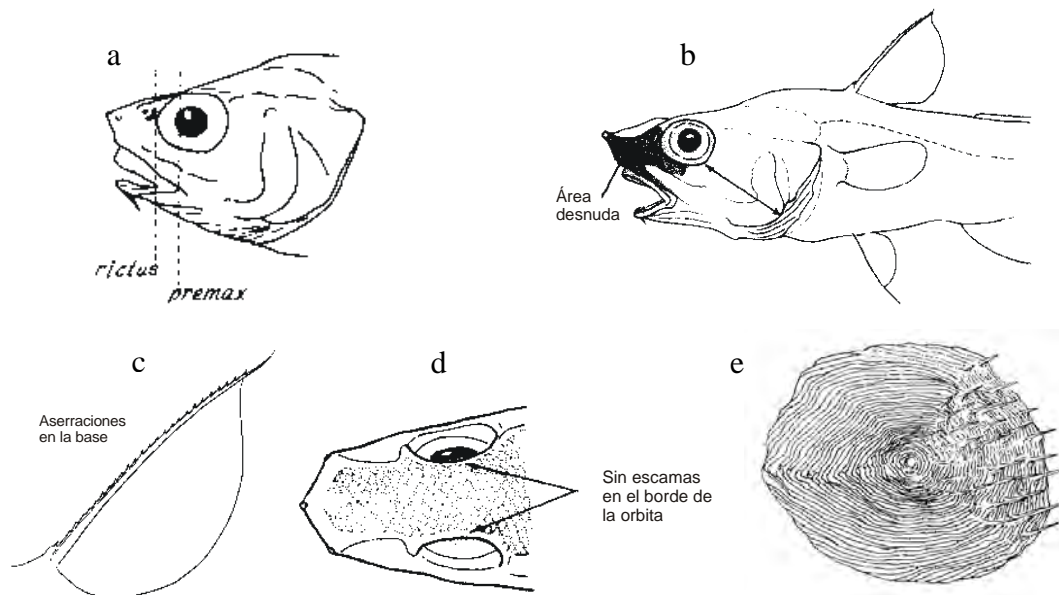 a
b
Área
desnuda
rictus
premax
c
Aserraciones
en la base
d
Sin escamas
en el borde de
la orbita
e